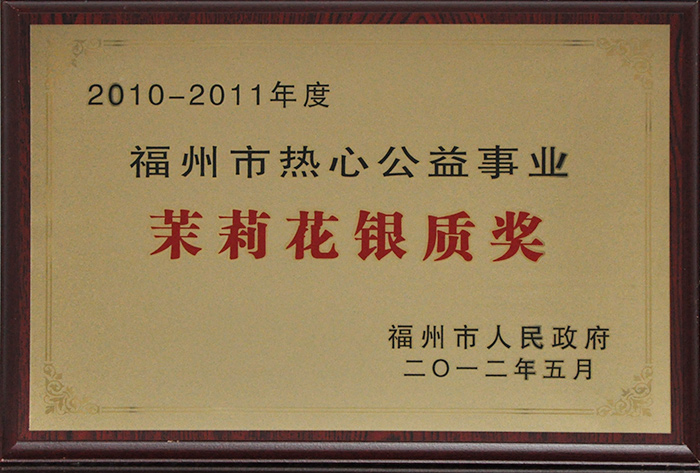 2010-2011年度
福州市热心公益事业
茉莉花银质奖
福州市人民政府
二〇一二年五月